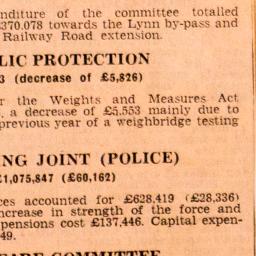 nditure of the committee totalled
£370.078 towards the Lynn by-pass and
Railway Road extension.
LIC PROTECTION
3 (decrease of £5,826)
r the Weights and Measures Act
, a decrease of £5.553 mainly due to
previous year of a weighbridge testing
NG JOINT (POLICE)
£1,075,847 (£60,162)
ces accounted for £628,419 (£28,336)
ncrease in strength of the force and
pensions cost £137,446. Capital expen-
49.
FARE COMMITTEE